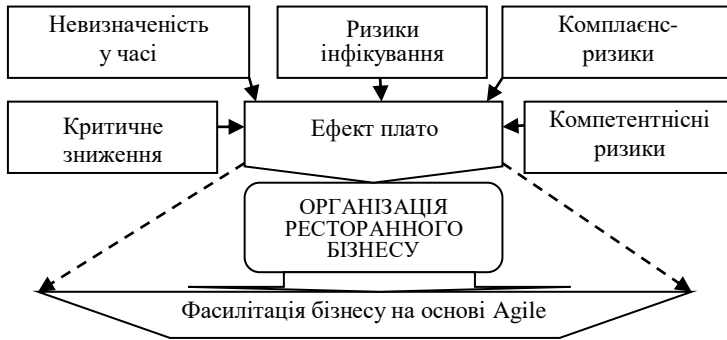 Невизначеність
у часі
Ризики
інфікування
Комплаєнс-
ризики
Критичне
зниження
Ефект плато
Компетентнісні
ризики
ОРГАНІЗАЦІЯ
РЕСТОРАННОГО
БІЗНЕСУ
Фасилітація бізнесу на основі Agile